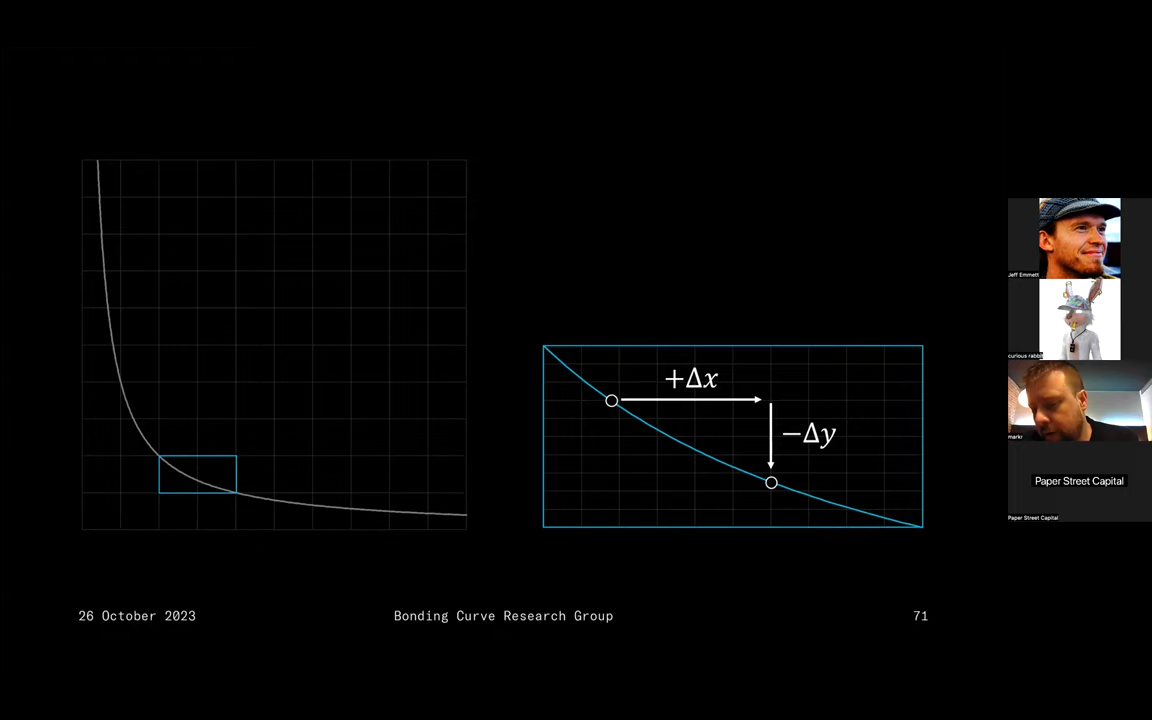 +Δx
−Δy
26 October 2023
Bonding Curve Research Group
71
Jeff Emmett
curious rabbit
markr
Paper Street Capital
Paper Street Capital